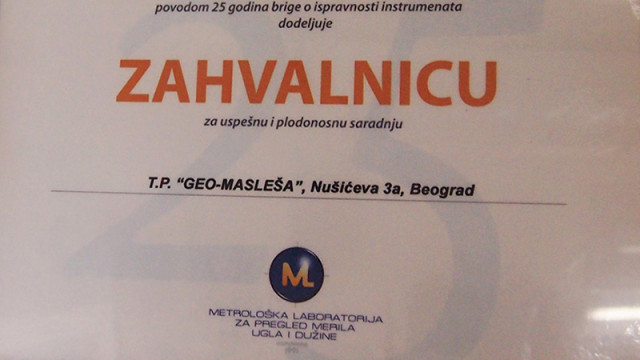 povodom 25 godina brige o ispravnosti instrumenata
dodeljuje
ZAHVALNICU
za uspešnu i plodonosnu saradnju
T.P. “GEO-MASLEŠA”, Nušićeva 3a, Beograd
25
ML
METROLOŠKA LABORATORIJA
ZA PREGLED MERILA
UGLA I DUŽINE